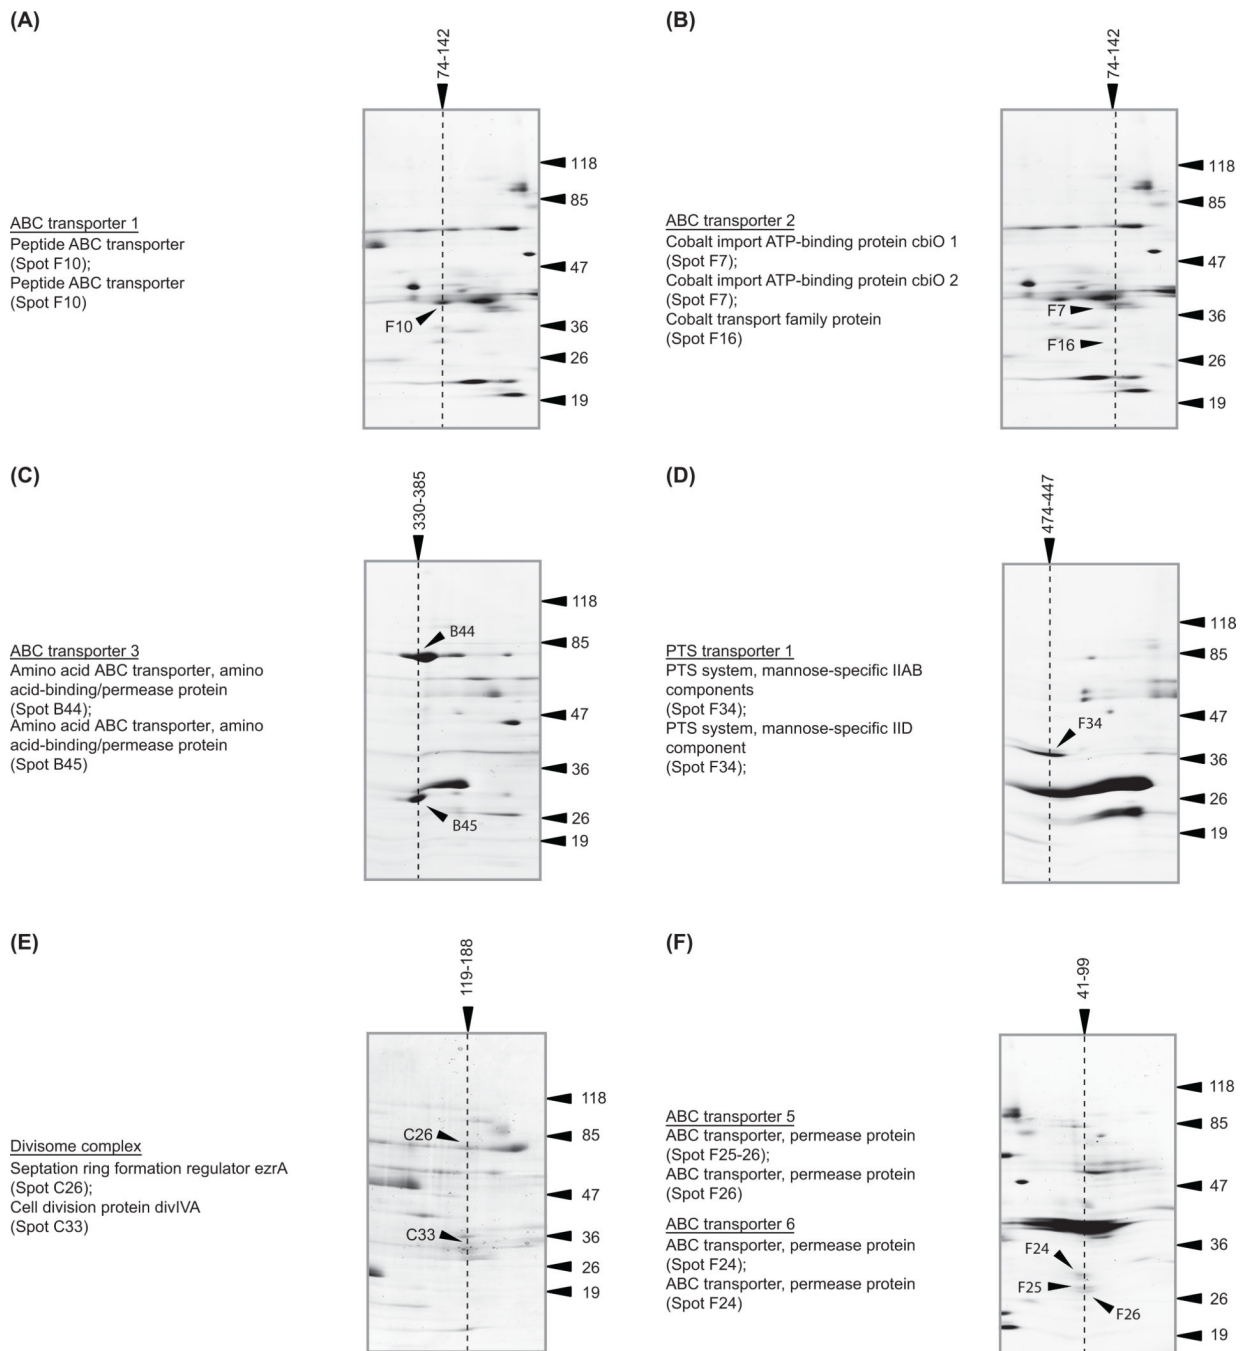 (A)
74-142
118
85
47
36
26
19
ABC transporter 1
Peptide ABC transporter
(Spot F10);
Peptide ABC transporter
(Spot F10)
F10
(B)
74-142
118
85
47
36
26
19
ABC transporter 2
Cobalt import ATP-binding protein cbiO 1
(Spot F7);
Cobalt import ATP-binding protein cbiO 2
(Spot F7);
Cobalt transport family protein
(Spot F16)
F7
F16
(C)
330-385
118
85
47
36
26
19
ABC transporter 3
Amino acid ABC transporter, amino
acid-binding/permease protein
(Spot B44);
Amino acid ABC transporter, amino
acid-binding/permease protein
(Spot B45)
B44
B45
(D)
474-447
118
85
47
36
26
19
PTS transporter 1
PTS system, mannose-specific IIAB
components
(Spot F34);
PTS system, mannose-specific IID
component
(Spot F34);
F34
(E)
119-188
118
85
47
36
26
19
Divisome complex
Septation ring formation regulator ezrA
(Spot C26);
Cell division protein divIVA
(Spot C33)
C26
C33
(F)
41-99
118
85
47
36
26
19
ABC transporter 5
ABC transporter, permease protein
(Spot F25-26);
ABC transporter, permease protein
(Spot F26)
ABC transporter 6
ABC transporter, permease protein
(Spot F24);
ABC transporter, permease protein
(Spot F24)
F24
F25
F26